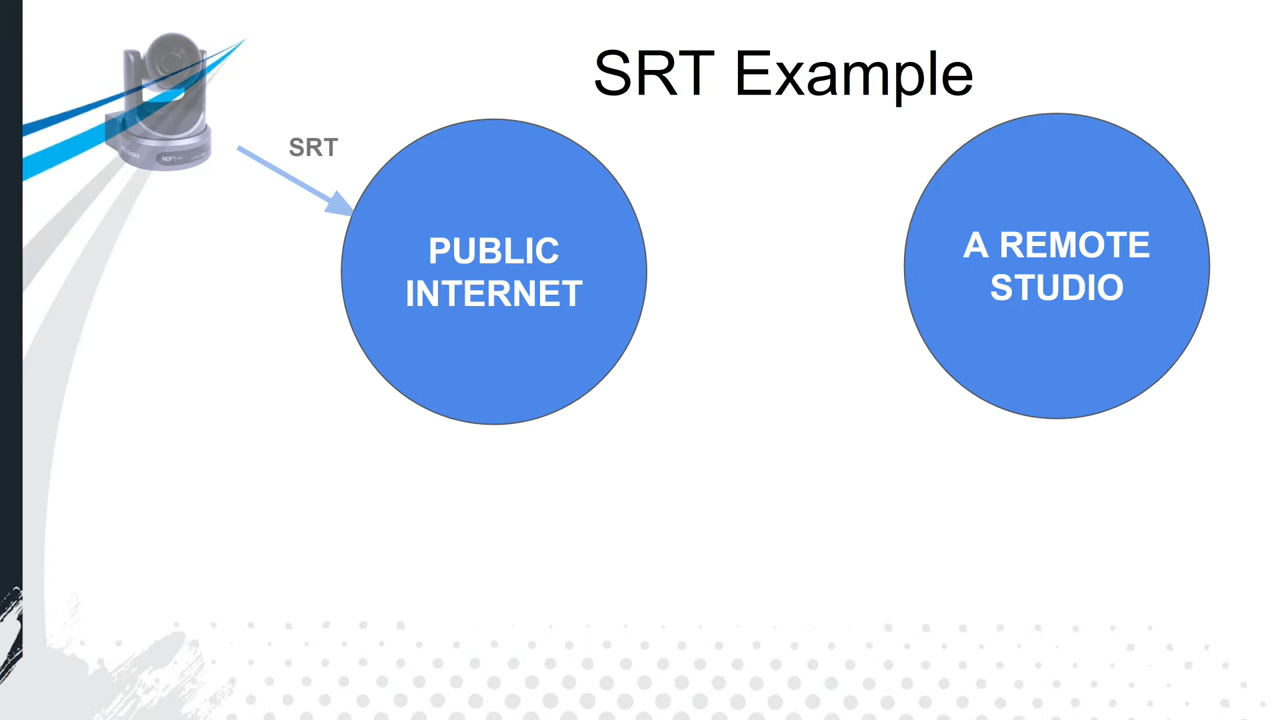 SRT Example
SRT
PUBLIC
INTERNET
A REMOTE
STUDIO